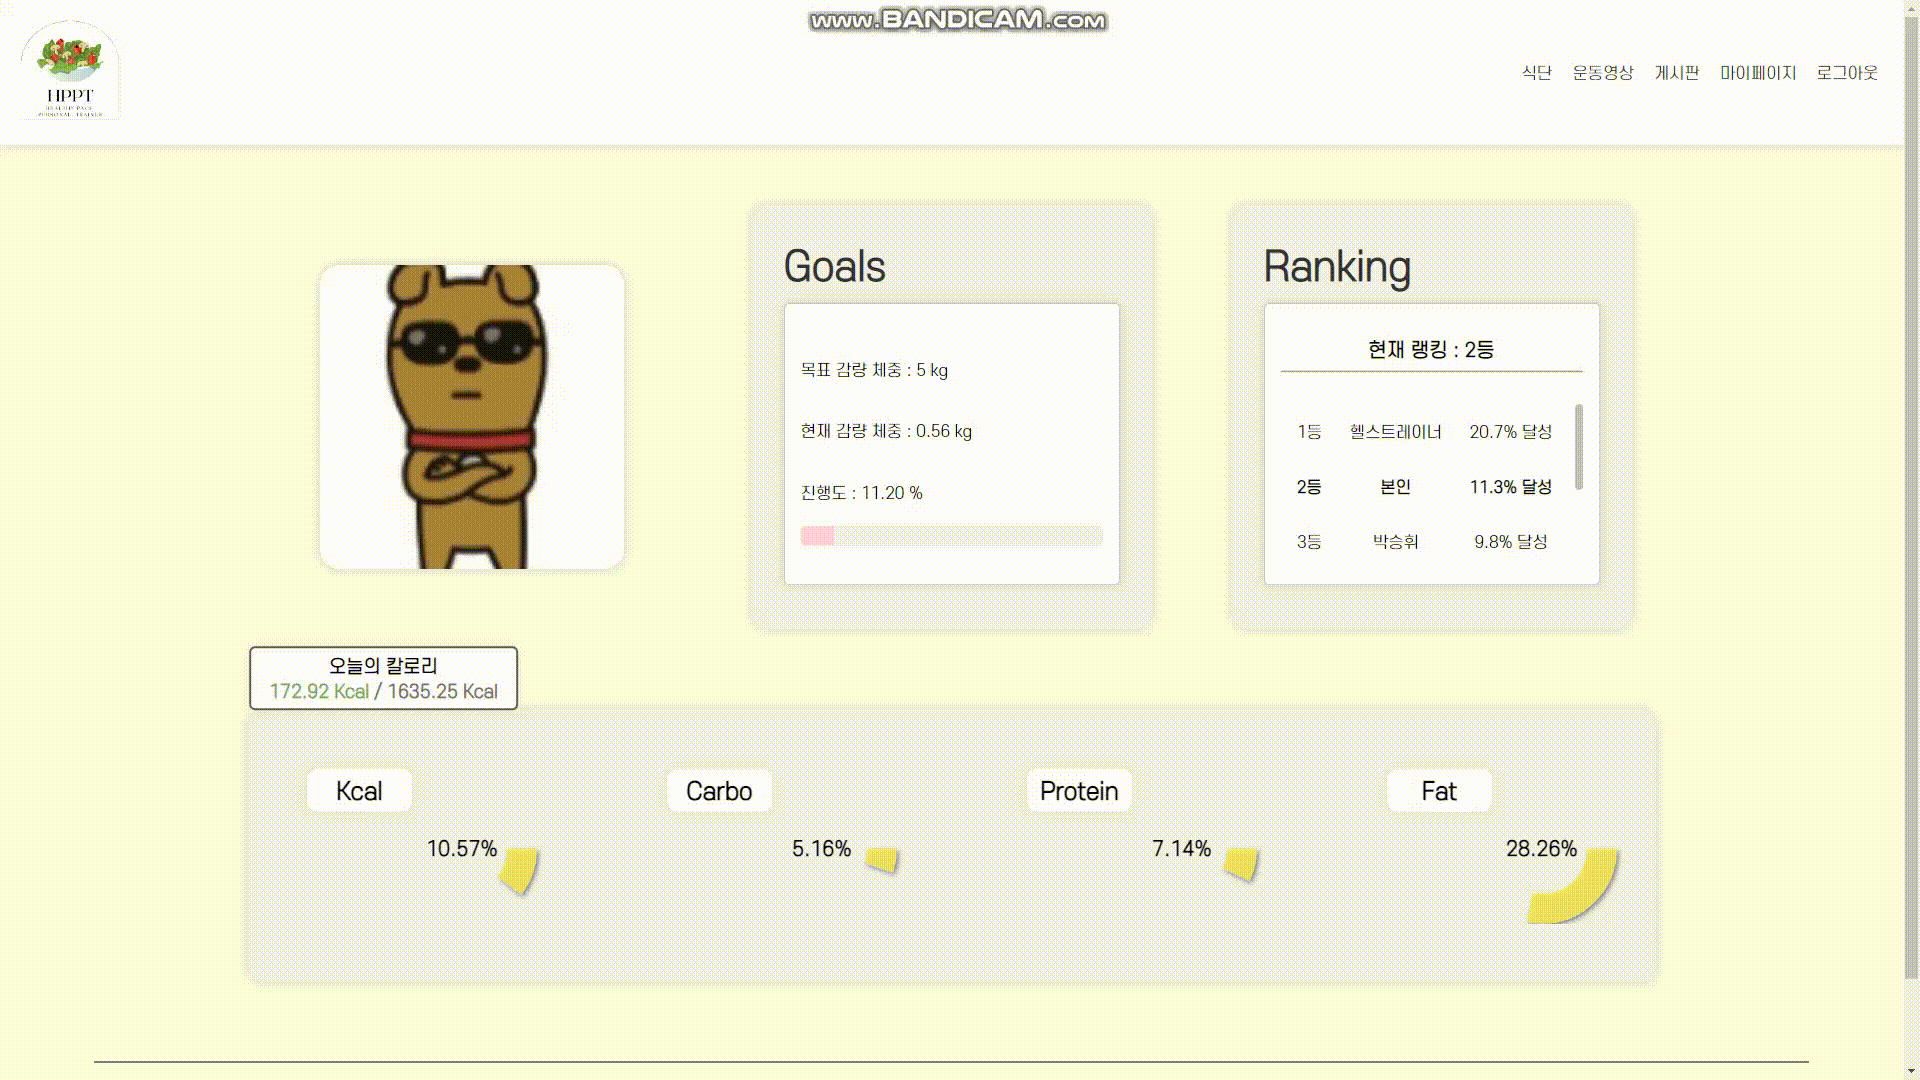 www.BANDICAM.com
HPPT
HEALTHY PACE
PERSONAL TRAINER
식단 운동영상 게시판 마이페이지 로그아웃
Goals
목표 감량 체중 : 5 kg
현재 감량 체중 : 0.56 kg
진행도 : 11.20 %
Ranking
현재 랭킹 : 2등
1등 헬스트레이너 20.7% 달성
2등 본인 11.3% 달성
3등 박승휘 9.8% 달성
오늘의 칼로리
172.92 Kcal / 1635.25 Kcal
Kcal
10.57%
Carbo
5.16%
Protein
7.14%
Fat
28.26%